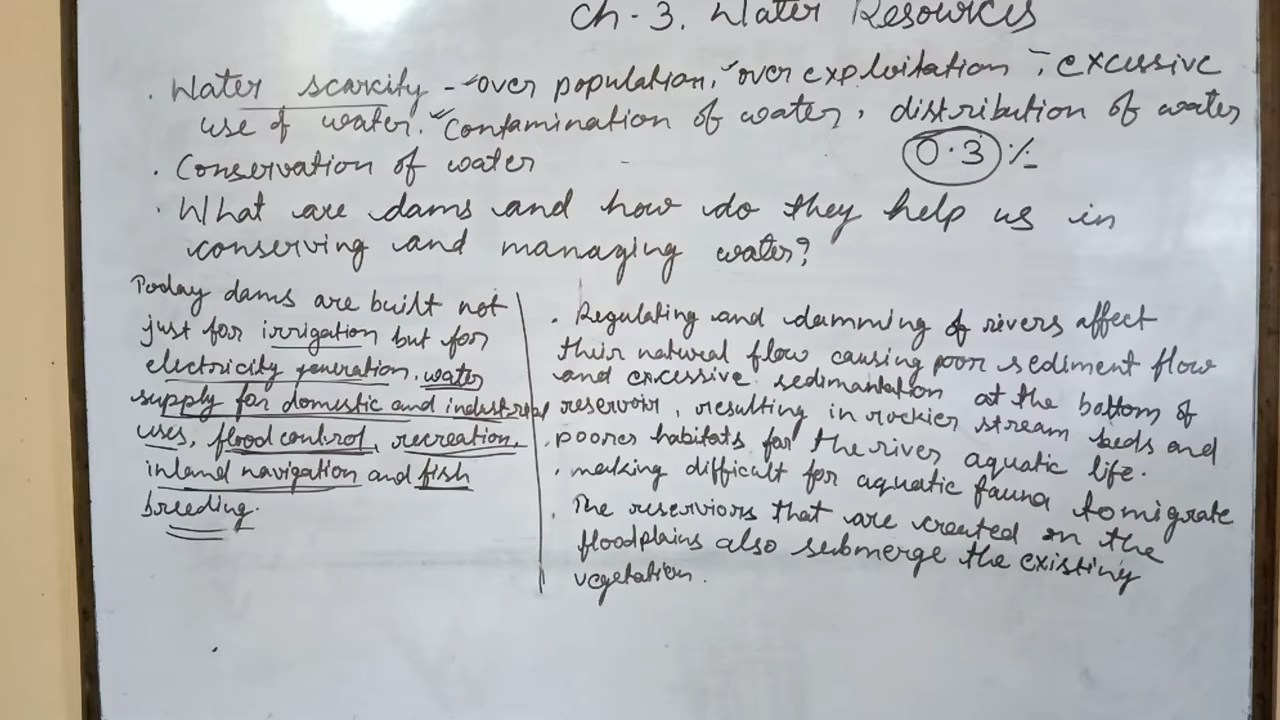 Ch - 3. Water Resources
. Water scarcity - ✓over population, ✓over exploitation -, excessive
use of water. ✓Contamination of water, distribution of water
. Conservation of water - 0.3 %
. What are dams and how do they help us in
conserving and managing water?
Today dams are built not
just for irrigation but for
electricity generation, water
supply for domestic and industrial
uses, flood control, recreation,
inland navigation and fish
breeding.
. Regulating and damming of rivers affect
their natural flow causing poor sediment flow
and excessive sedimantation at the bottom of
reservoir, resulting in rockier stream beds and
. poorer habitats for the river aquatic life.
. making difficult for aquatic fauna to migrate
. The reserviors that are created on the
floodplains also submerge the existing
vegetation.